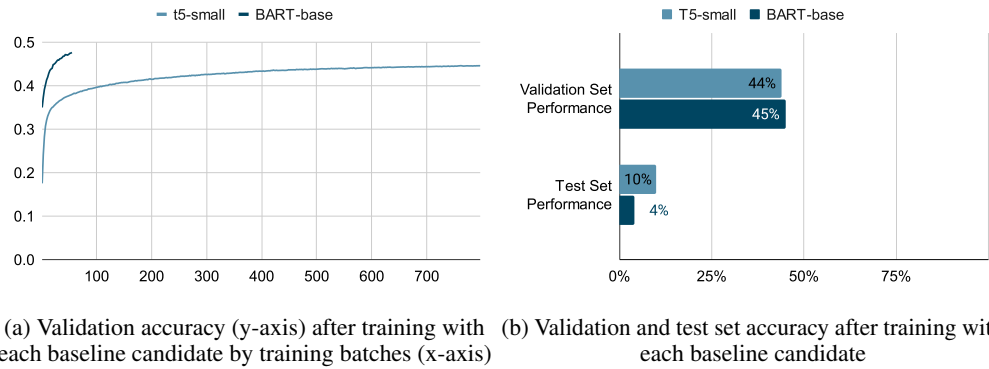 t5-small BART-base
0.5
0.4
0.3
0.2
0.1
0.0
100 200 300 400 500 600 700
(a) Validation accuracy (y-axis) after training with
each baseline candidate by training batches (x-axis)
T5-small BART-base
Validation Set
Performance
44%
45%
Test Set
Performance
10%
4%
0% 25% 50% 75%
(b) Validation and test set accuracy after training wit
each baseline candidate